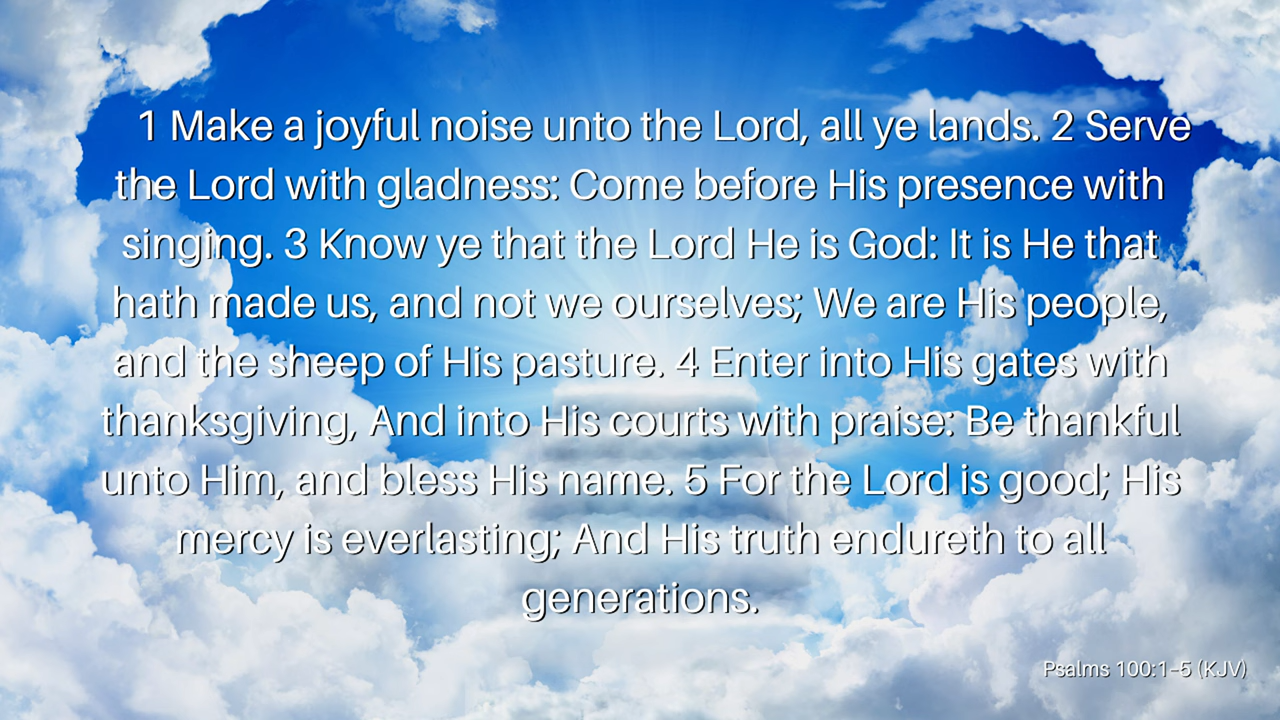 1 Make a joyful noise unto the Lord, all ye lands. 2 Serve
the Lord with gladness: Come before His presence with
singing. 3 Know ye that the Lord He is God: It is He that
hath made us, and not we ourselves; We are His people,
and the sheep of His pasture. 4 Enter into His gates with
thanksgiving, And into His courts with praise: Be thankful
unto Him, and bless His name. 5 For the Lord is good; His
mercy is everlasting; And His truth endureth to all
generations.
Psalms 100:1–5 (KJV)